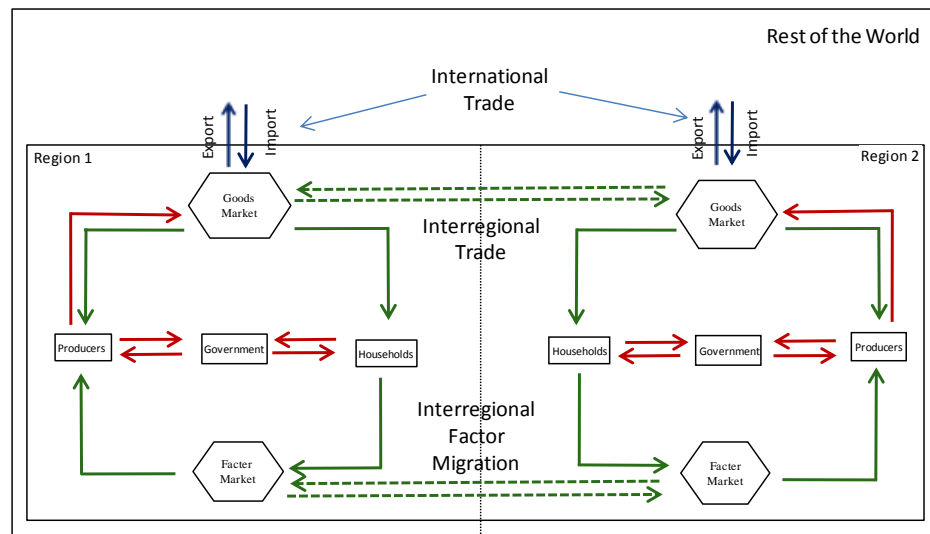 Rest of the World
International
Trade
Export
Import
Export
Import
Region 1
Region 2
Goods
Market
Goods
Market
Interregional
Trade
Producers
Government
Households
Households
Government
Producers
Interregional
Factor
Migration
Facter
Market
Facter
Market